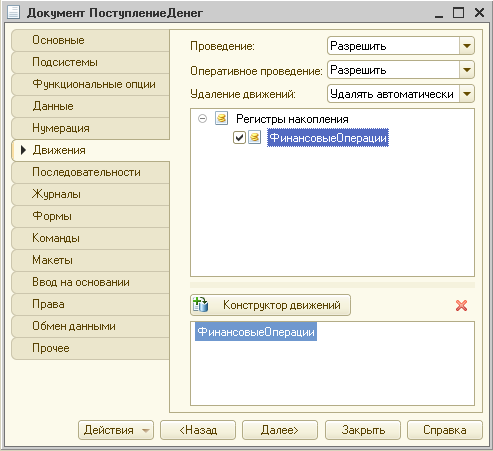 Документ ПоступлениеДенег
Основные
Подсистемы
Функциональные опции
Данные
Нумерация
Движения
Последовательности
Журналы
Формы
Команды
Макеты
Ввод на основании
Права
Обмен данными
Прочее
Проведение: Разрешить
Оперативное проведение: Разрешить
Удаление движений: Удалять автоматически
Регистры накопления
ФинансовыеОперации
Конструктор движений
ФинансовыеОперации
Действия <Назад Далее> Закрыть Справка